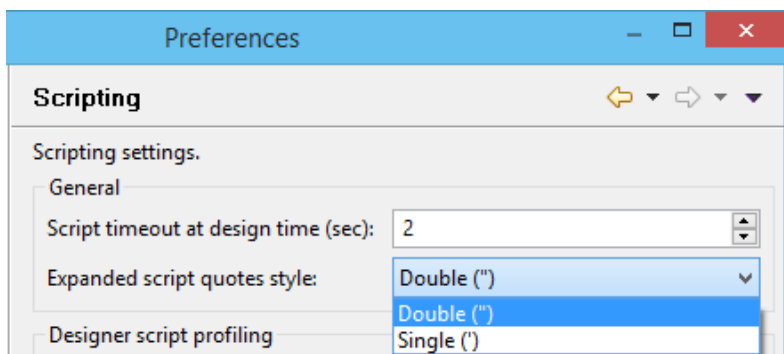 Preferences
Scripting
Scripting settings.
General
Script timeout at design time (sec): 2
Expanded script quotes style: Double (")
Double (")
Single (')
Designer script profiling